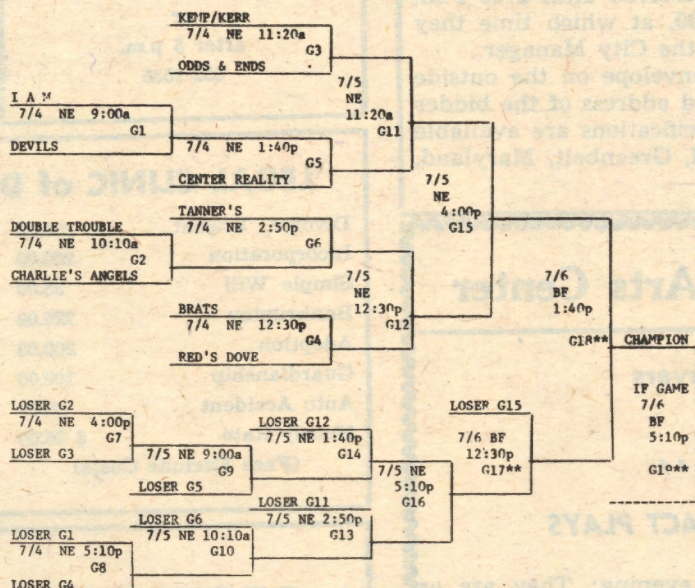 KEMP/KERR
7/4 NE 11:20a
G3
ODDS & ENDS
7/5
NE
11:20a
G11
I A M
7/4 NE 9:00a
G1
DEVILS
7/4 NE 1:40p
G5
CENTER REALITY
7/5
NE
4:00p
G15
TANNER'S
7/4 NE 2:50p
G6
DOUBLE TROUBLE
7/4 NE 10:10a
G2
CHARLIE'S ANGELS
7/5
NE
12:30p
G12
BRATS
7/4 NE 12:30p
G4
RED'S DOVE
7/6
BF
1:40p
G18**
CHAMPION
IF GAME
7/6
BF
5:10p
G19**
LOSER G2
7/4 NE 4:00p
G7
LOSER G3
7/5 NE 9:00a
G9
LOSER G5
LOSER G12
7/5 NE 1:40p
G14
LOSER G15
7/6 BF
12:30p
G17**
7/5 NE
5:10p
G16
LOSER G11
7/5 NE 2:50p
G13
LOSER G6
7/5 NE 10:10a
G10
LOSER G1
7/4 NE 5:10p
G8
LOSER G4